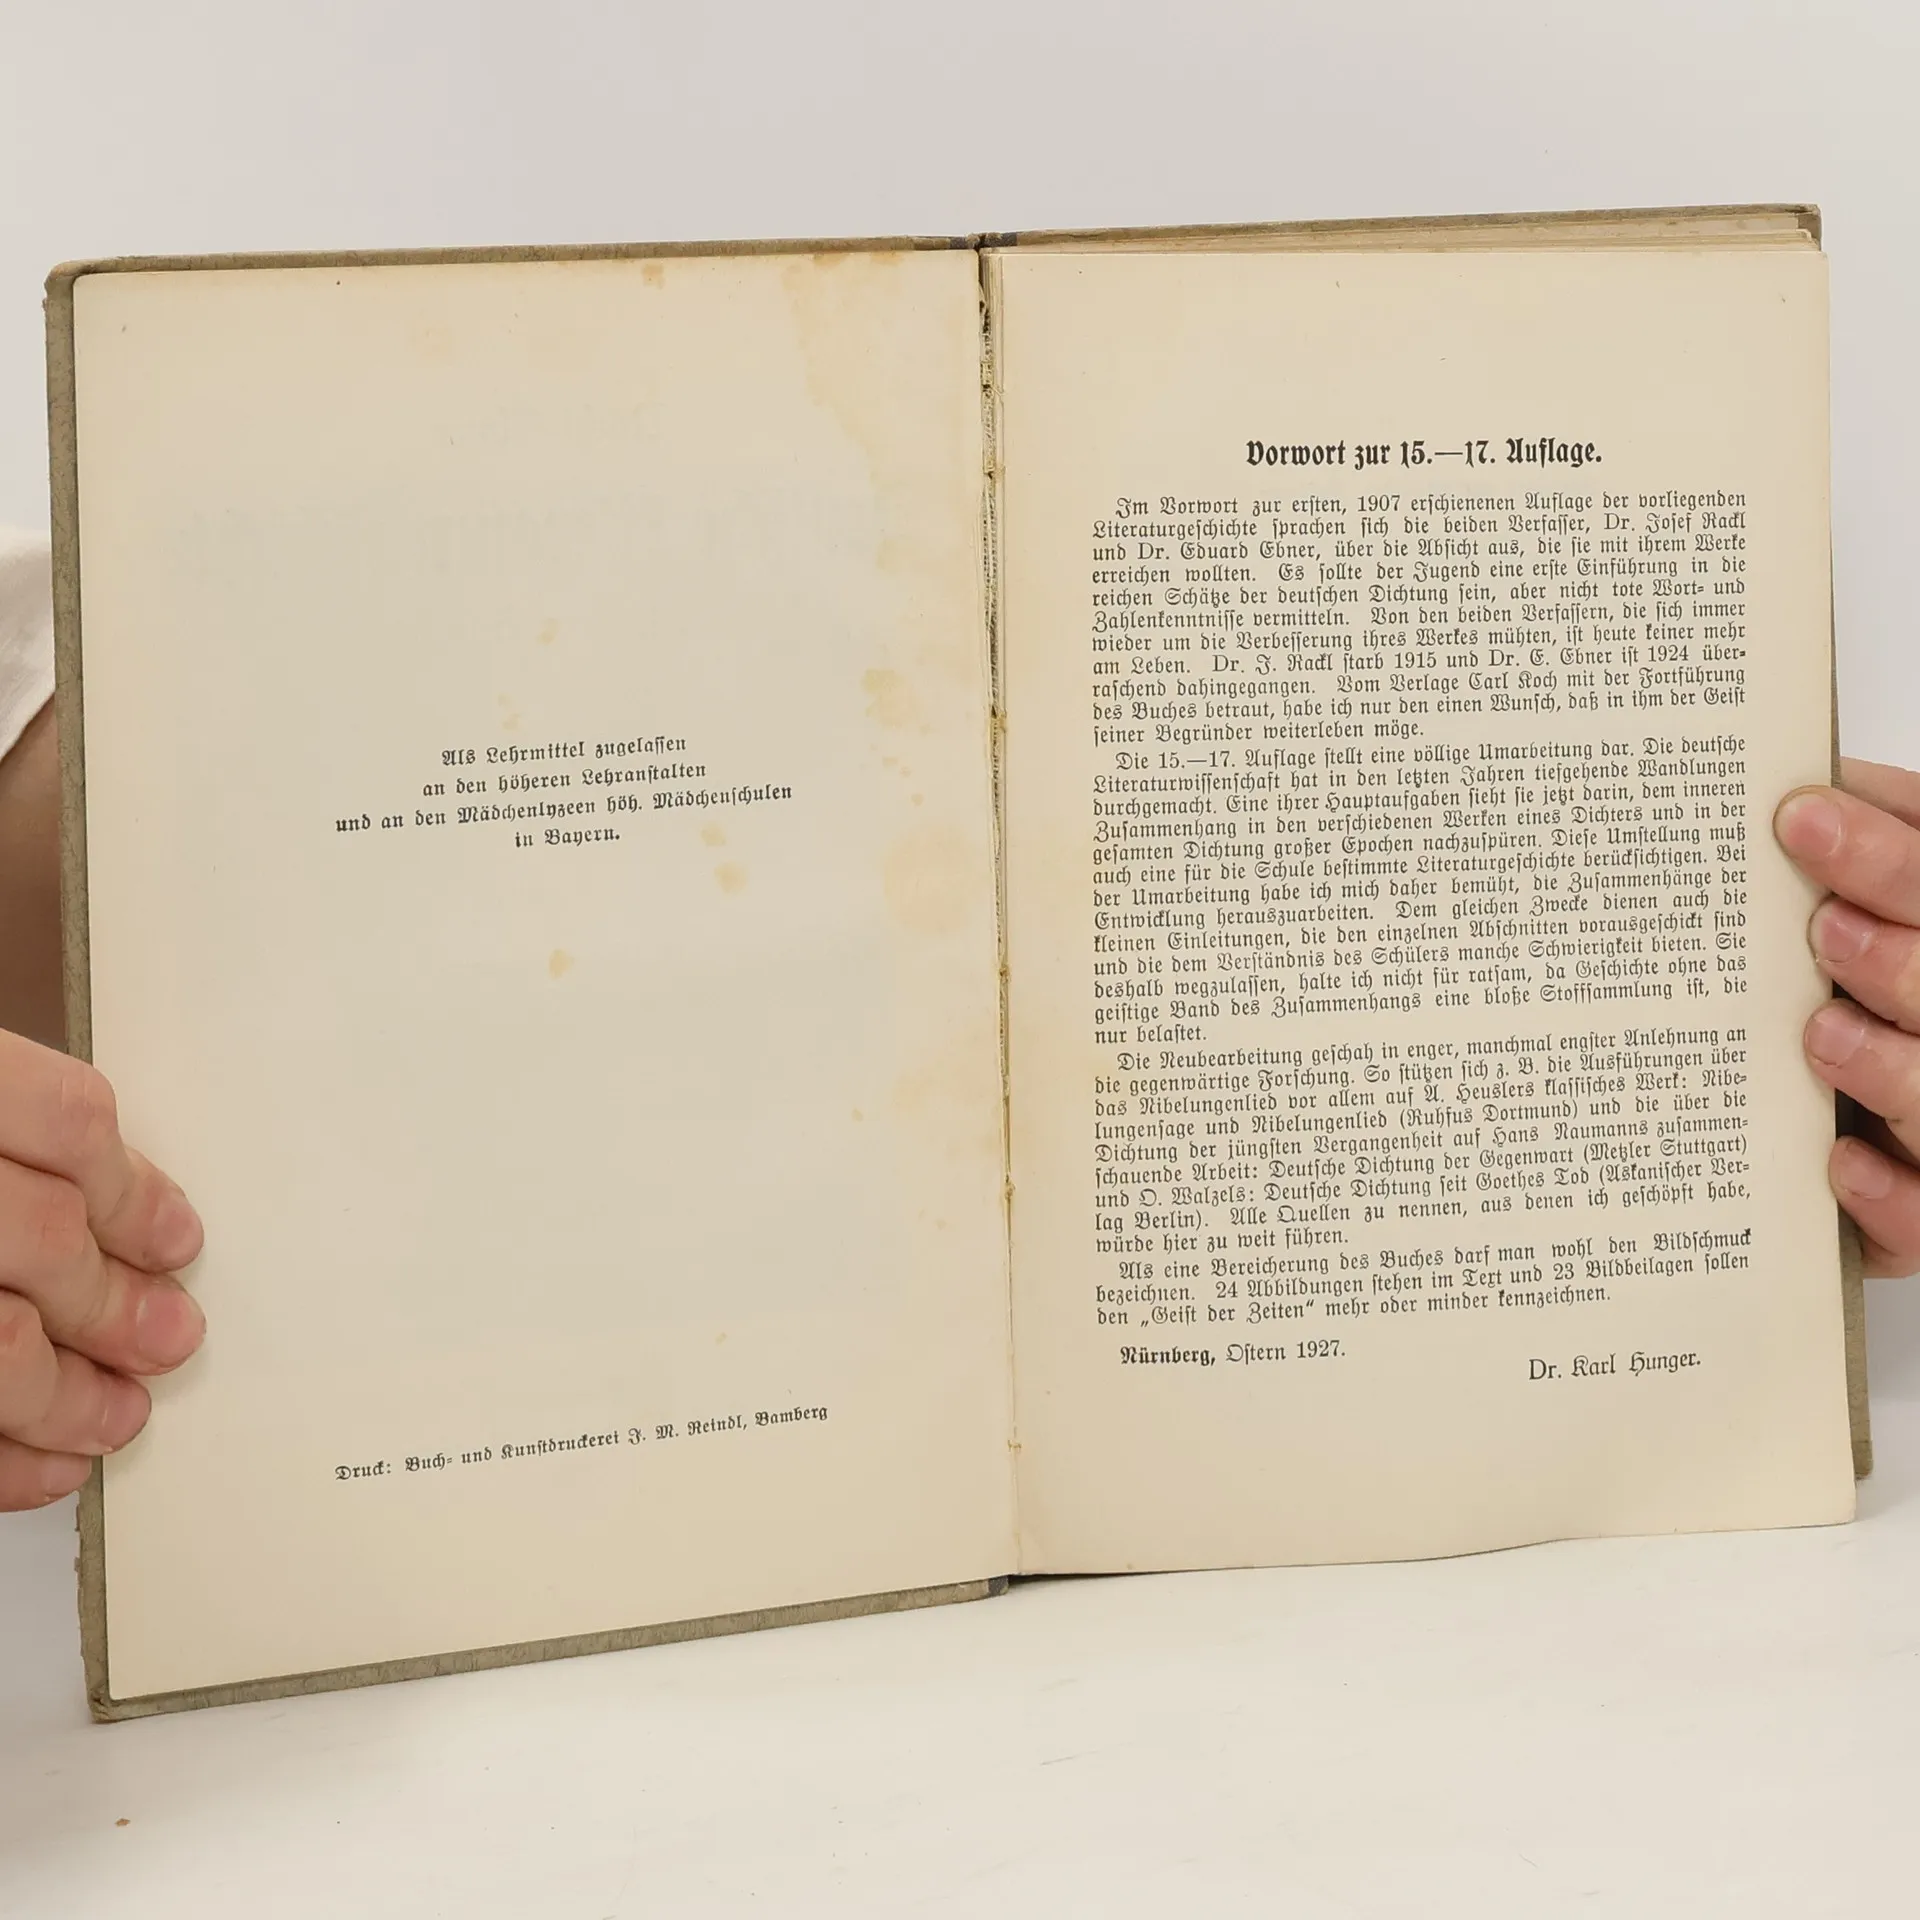 Als Lehrmittel zugelassen
an den höheren Lehranstalten
und an den Mädchenlyzeen höh. Mädchenschulen
in Bayern.
Druck: Buch- und Kunstdruckerei J. M. Reindl, Bamberg
Vorwort zur 15.—17. Auflage.
Im Vorwort zur ersten, 1907 erschienenen Auflage der vorliegenden
Literaturgeschichte sprachen sich die beiden Verfasser, Dr. Josef Rackl
und Dr. Eduard Ebner, über die Absicht aus, die sie mit ihrem Werke
erreichen wollten. Es sollte der Jugend eine erste Einführung in die
reichen Schätze der deutschen Dichtung sein, aber nicht tote Wort- und
Zahlenkenntnisse vermitteln. Von den beiden Verfassern, die sich immer
wieder um die Verbesserung ihres Werkes mühten, ist heute keiner mehr
am Leben. Dr. J. Rackl starb 1915 und Dr. E. Ebner ist 1924 über-
raschend dahingegangen. Vom Verlage Carl Koch mit der Fortführung
des Buches betraut, habe ich nur den einen Wunsch, daß in ihm der Geist
seiner Begründer weiterleben möge.
Die 15.—17. Auflage stellt eine völlige Umarbeitung dar. Die deutsche
Literaturwissenschaft hat in den letzten Jahren tiefgehende Wandlungen
durchgemacht. Eine ihrer Hauptaufgaben sieht sie jetzt darin, dem inneren
Zusammenhang in den verschiedenen Werken eines Dichters und in der
gesamten Dichtung großer Epochen nachzuspüren. Diese Umstellung muß
auch eine für die Schule bestimmte Literaturgeschichte berücksichtigen. Bei
der Umarbeitung habe ich mich daher bemüht, die Zusammenhänge der
Entwicklung herauszuarbeiten. Dem gleichen Zwecke dienen auch die
kleinen Einleitungen, die den einzelnen Abschnitten vorausgeschickt sind
und die dem Verständnis des Schülers manche Schwierigkeit bieten. Sie
deshalb wegzulassen, halte ich nicht für ratsam, da Geschichte ohne das
geistige Band des Zusammenhangs eine bloße Stoffsammlung ist, die
nur belastet.
Die Neubearbeitung geschah in enger, manchmal engster Anlehnung an
die gegenwärtige Forschung. So stützen sich z. B. die Ausführungen über
das Nibelungenlied vor allem auf A. Heuslers klassisches Werk: Nibe-
lungensage und Nibelungenlied (Ruhfus Dortmund) und die über die
Dichtung der jüngsten Vergangenheit auf Hans Naumanns zusammen-
schauende Arbeit: Deutsche Dichtung der Gegenwart (Metzler Stuttgart)
und O. Walzels: Deutsche Dichtung seit Goethes Tod (Askanischer Ver-
lag Berlin). Alle Quellen zu nennen, aus denen ich geschöpft habe,
würde hier zu weit führen.
Als eine Bereicherung des Buches darf man wohl den Bildschmuck
bezeichnen. 24 Abbildungen stehen im Text und 23 Bildbeilagen sollen
den „Geist der Zeiten“ mehr oder minder kennzeichnen.
Nürnberg, Ostern 1927.
Dr. Karl Hunger.